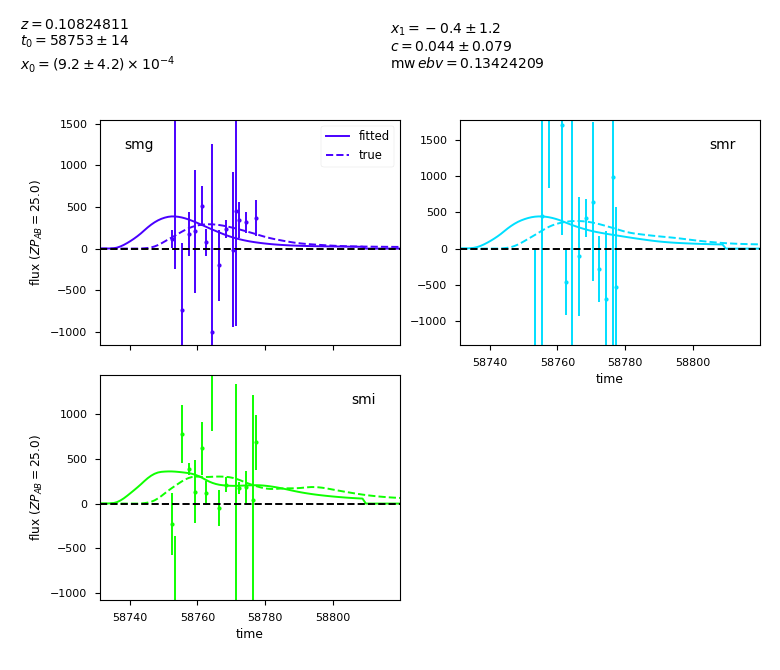 z = 0.10824811
t₀ = 58753 ± 14
x₀ = (9.2 ± 4.2) × 10⁻⁴
x₁ = −0.4 ± 1.2
c = 0.044 ± 0.079
mw ebv = 0.13424209
smg
fitted
true
1500
1000
500
0
−500
−1000
flux (ZP_AB = 25.0)
smr
1500
1000
500
0
−500
−1000
58740 58760 58780 58800
time
smi
1000
500
0
−500
−1000
flux (ZP_AB = 25.0)
58740 58760 58780 58800
time